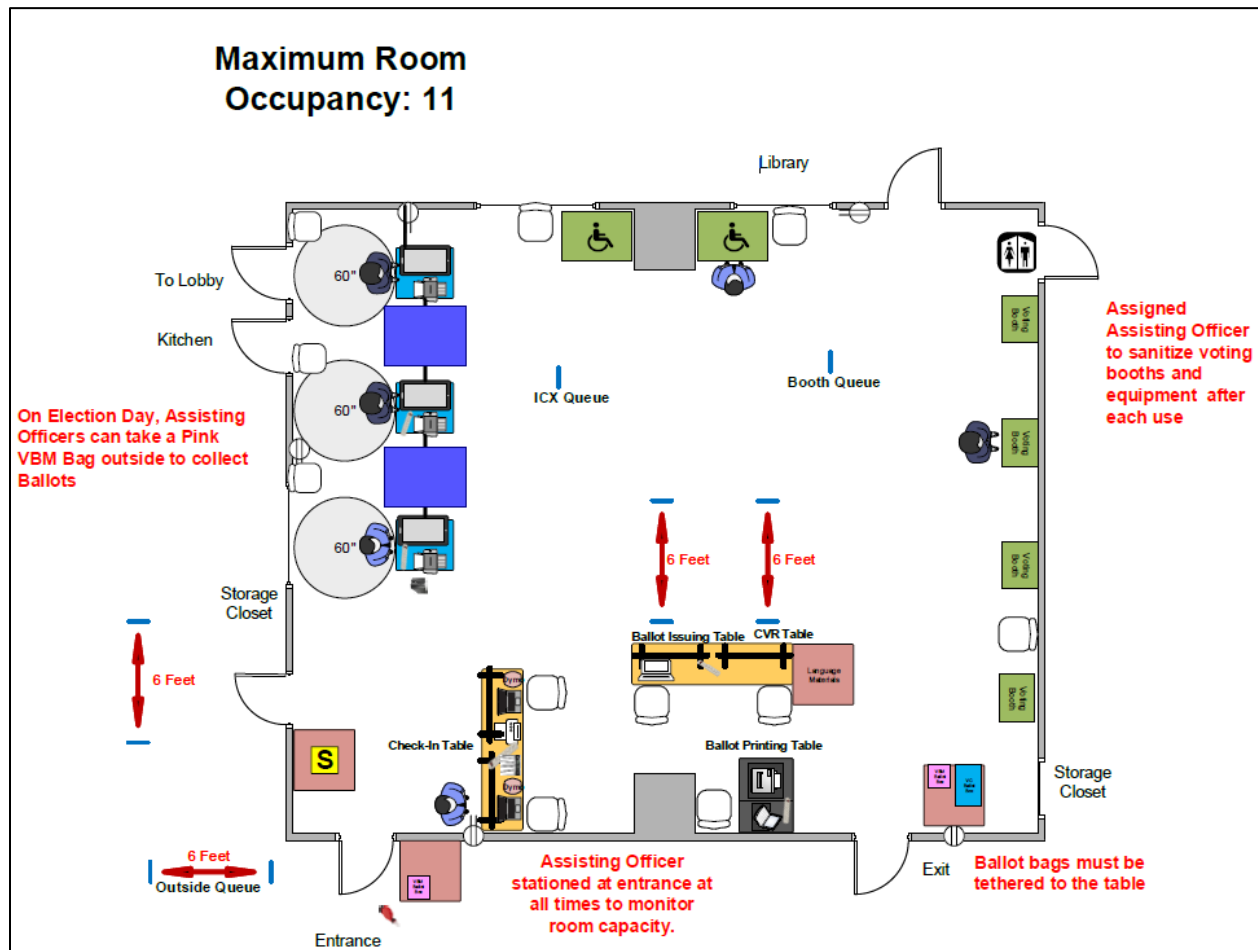 Maximum Room
Occupancy: 11
Library
To Lobby
Kitchen
60"
60"
60"
ICX Queue
Booth Queue
Voting
Booth
Voting
Booth
Voting
Booth
Voting
Booth
Assigned
Assisting Officer
to sanitize voting
booths and
equipment after
each use
On Election Day, Assisting
Officers can take a Pink
VBM Bag outside to collect
Ballots
6 Feet
6 Feet
Storage
Closet
6 Feet
Ballot Issuing Table
CVR Table
Language
Materials
Dymo
Check-In Table
Dymo
S
Ballot Printing Table
Storage
Closet
6 Feet
Outside Queue
Entrance
Assisting Officer
stationed at entrance at
all times to monitor
room capacity.
Exit
Ballot bags must be
tethered to the table